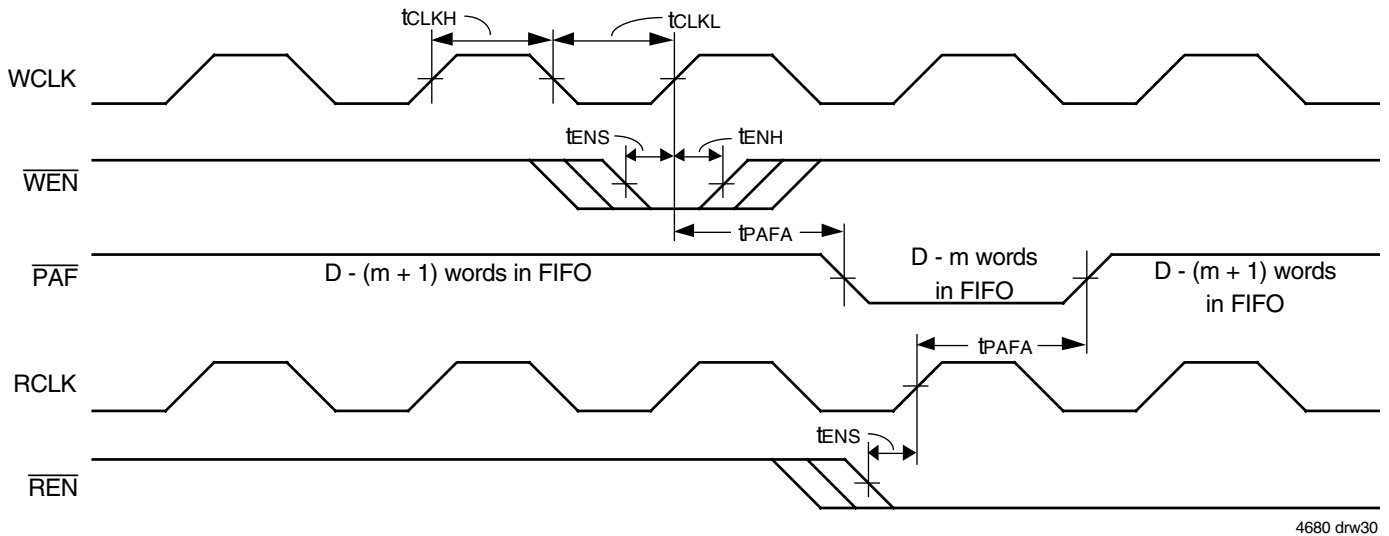 tCLKH
tCLKL
WCLK
tENS
tENH
WEN
tPAFA
PAF
D - (m + 1) words in FIFO
D - m words
in FIFO
D - (m + 1) words
in FIFO
tPAFA
RCLK
tENS
REN
4680 drw30